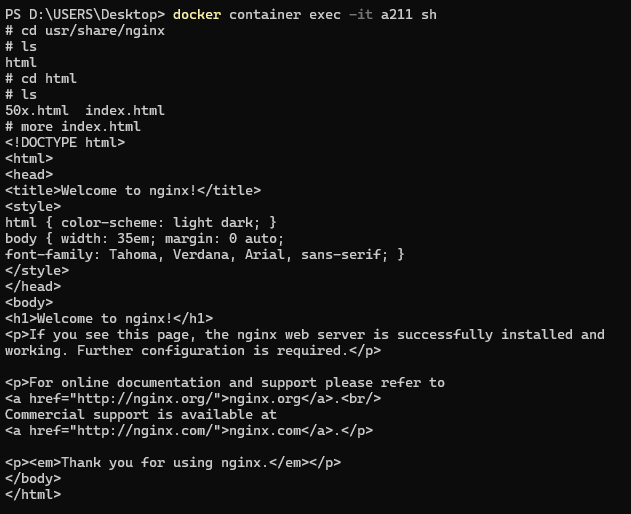 PS D:\USERS\Desktop> docker container exec -it a211 sh
# cd usr/share/nginx
# ls
html
# cd html
# ls
50x.html  index.html
# more index.html
<!DOCTYPE html>
<html>
<head>
<title>Welcome to nginx!</title>
<style>
html { color-scheme: light dark; }
body { width: 35em; margin: 0 auto;
font-family: Tahoma, Verdana, Arial, sans-serif; }
</style>
</head>
<body>
<h1>Welcome to nginx!</h1>
<p>If you see this page, the nginx web server is successfully installed and
working. Further configuration is required.</p>

<p>For online documentation and support please refer to
<a href="http://nginx.org/">nginx.org</a>.<br/>
Commercial support is available at
<a href="http://nginx.com/">nginx.com</a>.</p>

<p><em>Thank you for using nginx.</em></p>
</body>
</html>